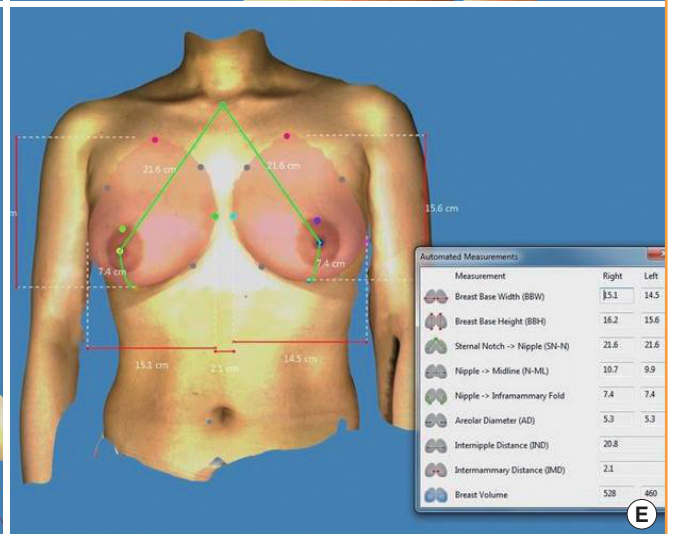 21.6 cm 21.6 cm
m
15.6 cm
7.4 cm 7.4 cm
15.1 cm 14.5 cm
2.1 cm
Automated Measurements
Measurement Right Left
Breast Base Width (BBW) 15.1 14.5
Breast Base Height (BBH) 16.2 15.6
Sternal Notch -> Nipple (SN-N) 21.6 21.6
Nipple -> Midline (N-ML) 10.7 9.9
Nipple -> Inframammary Fold 7.4 7.4
Areolar Diameter (AD) 5.3 5.3
Internipple Distance (IND) 20.8
Intermammary Distance (IMD) 2.1
Breast Volume 528 460
E